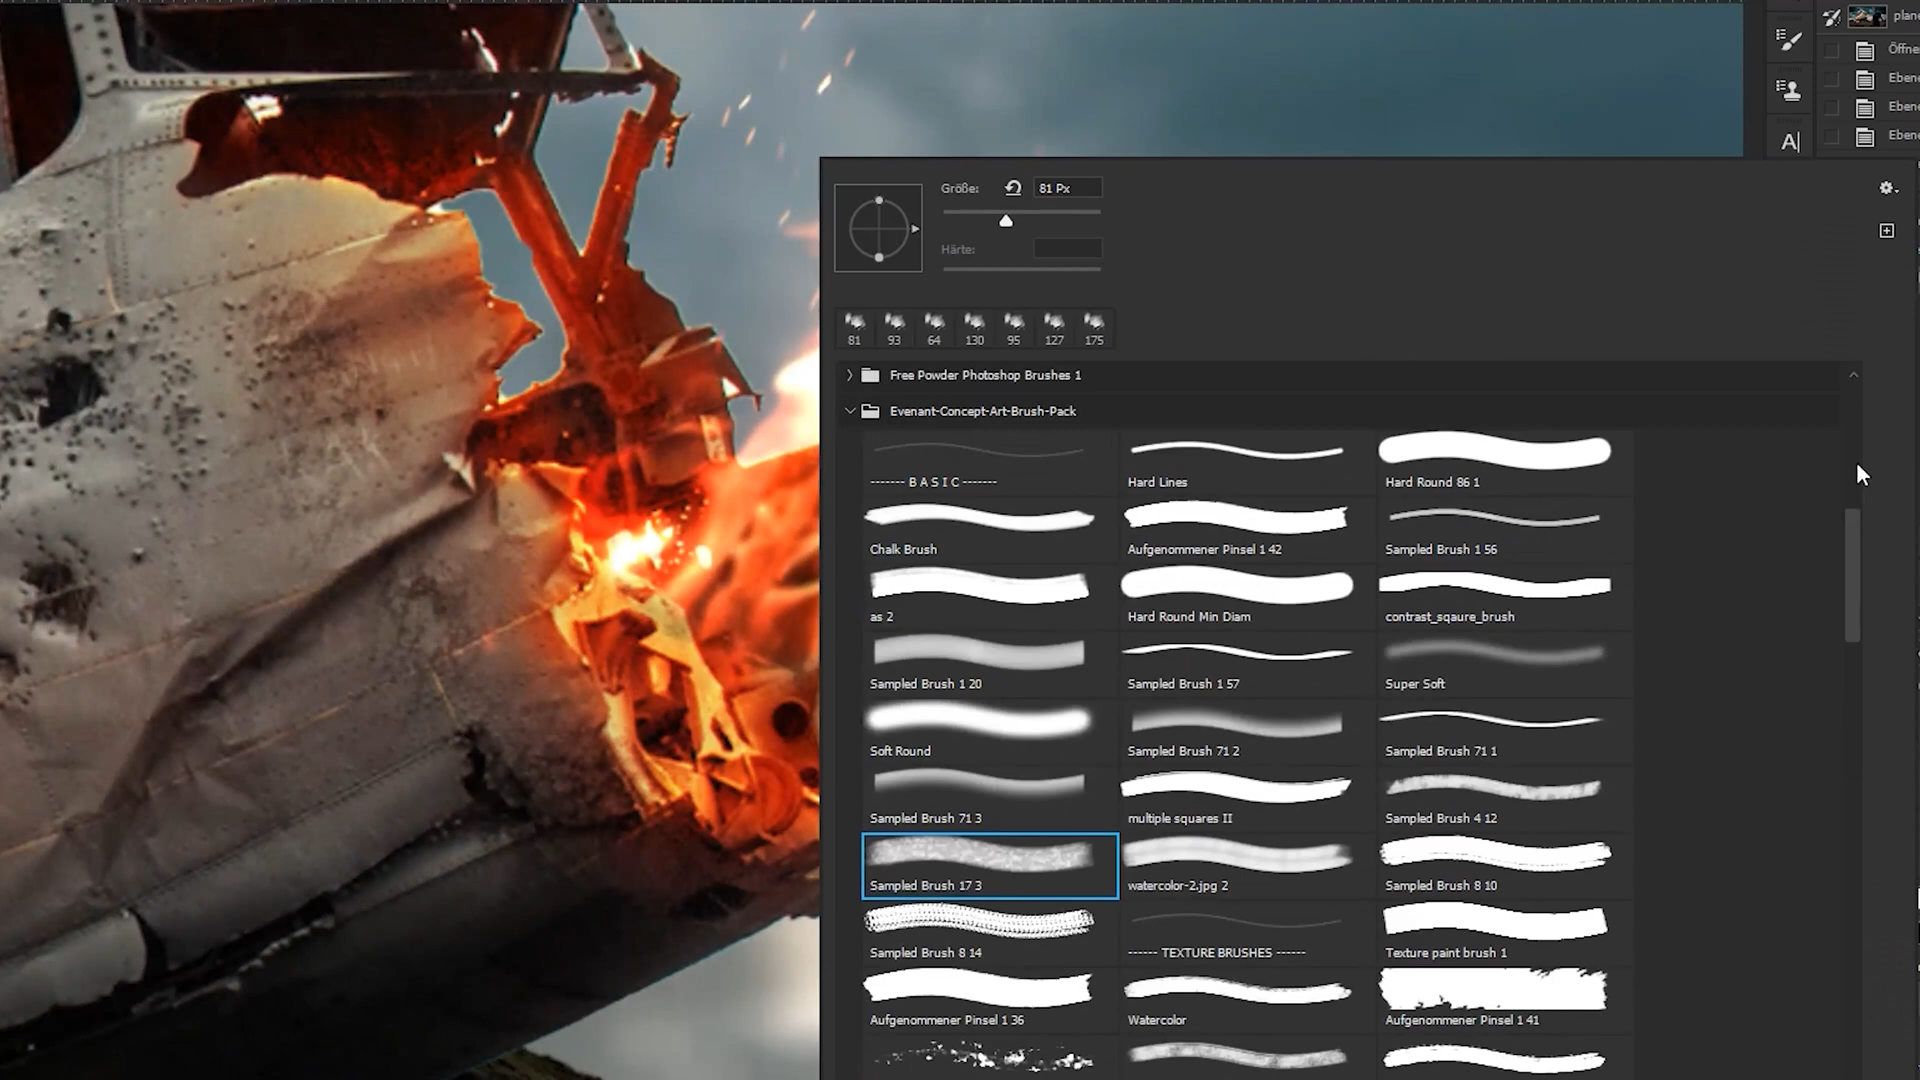 plane
Öffne
Ebene
Ebene
Ebene
A|
Größe:
81 Px
Härte:
81 93 64 130 95 127 175
Free Powder Photoshop Brushes 1
Evenant-Concept-Art-Brush-Pack
------- B A S I C -------
Hard Lines
Hard Round 86 1
Chalk Brush
Aufgenommener Pinsel 1 42
Sampled Brush 1 56
as 2
Hard Round Min Diam
contrast_sqaure_brush
Sampled Brush 1 20
Sampled Brush 1 57
Super Soft
Soft Round
Sampled Brush 71 2
Sampled Brush 71 1
Sampled Brush 71 3
multiple squares II
Sampled Brush 4 12
Sampled Brush 17 3
watercolor-2.jpg 2
Sampled Brush 8 10
Sampled Brush 8 14
------ TEXTURE BRUSHES ------
Texture paint brush 1
Aufgenommener Pinsel 1 36
Watercolor
Aufgenommener Pinsel 1 41